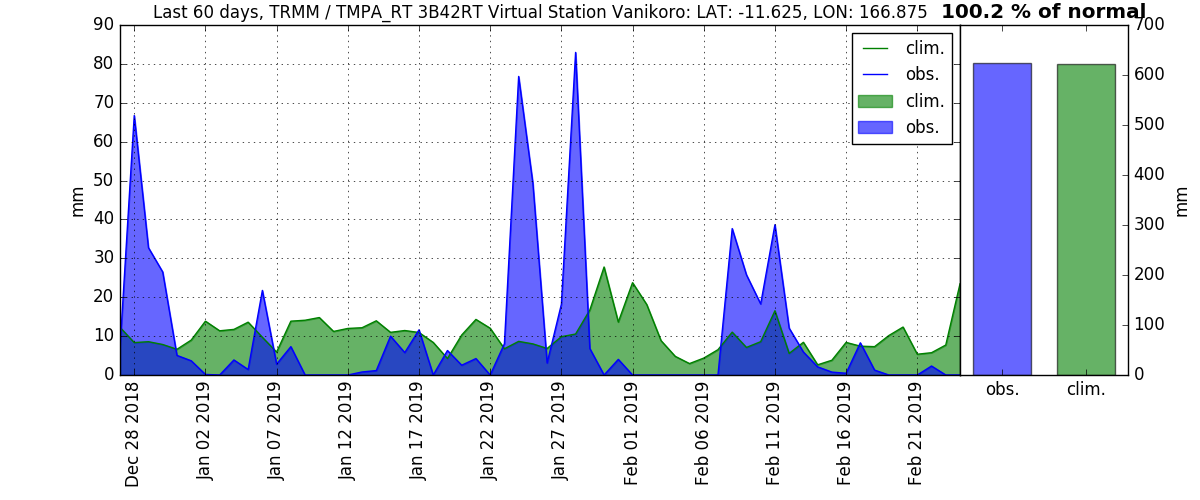 Last 60 days, TRMM / TMPA_RT 3B42RT Virtual Station Vanikoro: LAT: -11.625, LON: 166.875
100.2 % of normal
90
80
70
60
50
40
30
20
10
0
mm
clim.
obs.
clim.
obs.
700
600
500
400
300
200
100
0
mm
obs.
clim.
Dec 28 2018
Jan 02 2019
Jan 07 2019
Jan 12 2019
Jan 17 2019
Jan 22 2019
Jan 27 2019
Feb 01 2019
Feb 06 2019
Feb 11 2019
Feb 16 2019
Feb 21 2019